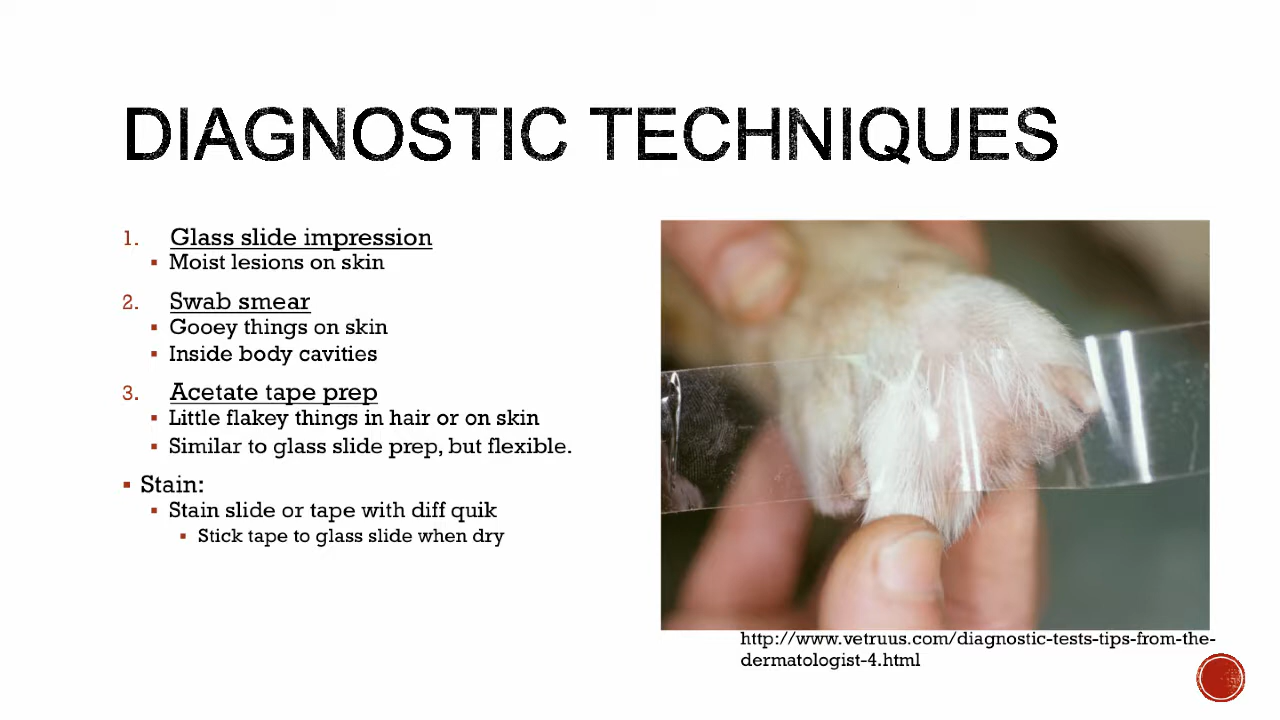 DIAGNOSTIC TECHNIQUES
1. Glass slide impression
▪ Moist lesions on skin
2. Swab smear
▪ Gooey things on skin
▪ Inside body cavities
3. Acetate tape prep
▪ Little flakey things in hair or on skin
▪ Similar to glass slide prep, but flexible.
▪ Stain:
▪ Stain slide or tape with diff quik
▪ Stick tape to glass slide when dry
http://www.vetruus.com/diagnostic-tests-tips-from-the-
dermatologist-4.html